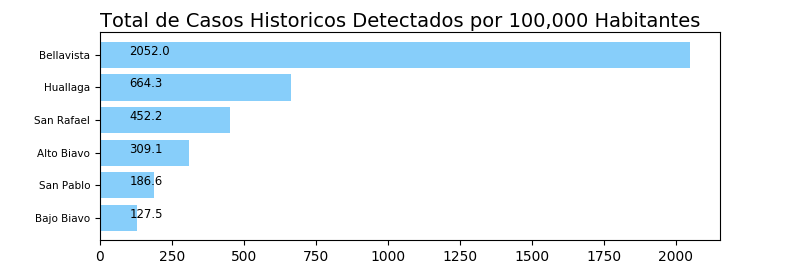 Total de Casos Historicos Detectados por 100,000 Habitantes
Bellavista 2052.0
Huallaga 664.3
San Rafael 452.2
Alto Biavo 309.1
San Pablo 186.6
Bajo Biavo 127.5
0 250 500 750 1000 1250 1500 1750 2000